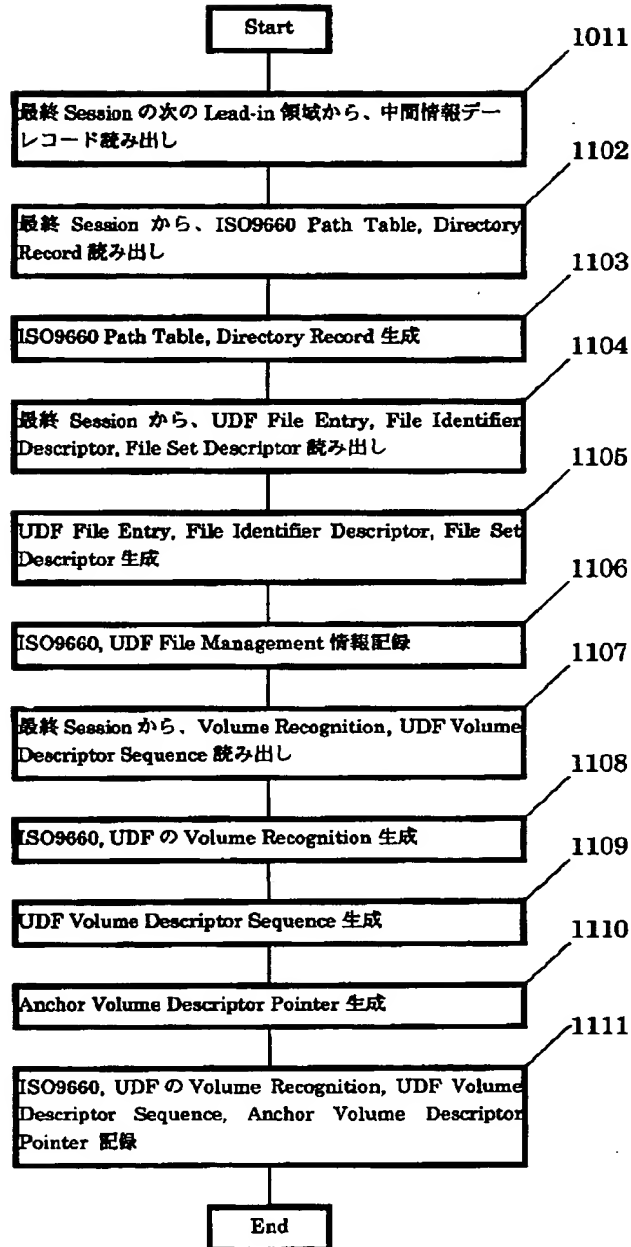 Start
1011
最終 Session の次の Lead-in 領域から、中間情報デー
レコード読み出し
1102
最終 Session から、ISO9660 Path Table, Directory
Record 読み出し
1103
ISO9660 Path Table, Directory Record 生成
1104
最終 Session から、UDF File Entry, File Identifier
Descriptor, File Set Descriptor 読み出し
1105
UDF File Entry, File Identifier Descriptor, File Set
Descriptor 生成
1106
ISO9660, UDF File Management 情報記録
1107
最終 Session から、Volume Recognition, UDF Volume
Descriptor Sequence 読み出し
1108
ISO9660, UDF の Volume Recognition 生成
1109
UDF Volume Descriptor Sequence 生成
1110
Anchor Volume Descriptor Pointer 生成
1111
ISO9660, UDF の Volume Recognition, UDF Volume
Descriptor Sequence, Anchor Volume Descriptor
Pointer 記録
End